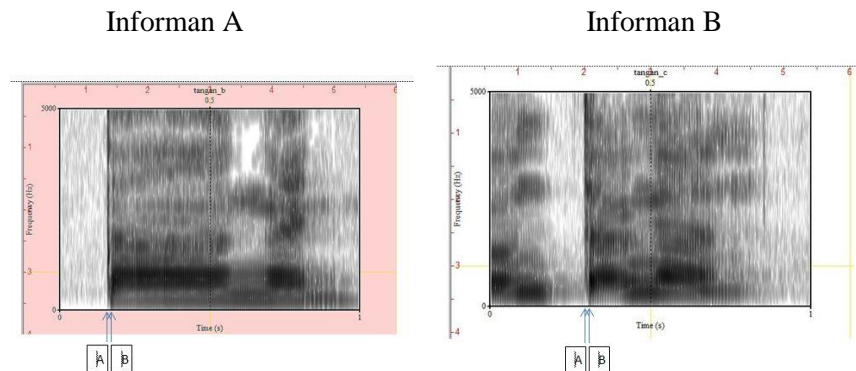 Informan A
Informan B
1 2 3 4 5 6
tangan_b
0.5
5000
Frequency (Hz)
1
3
4
0
0
Time (s)
1
A B
1 2 3 4 5 6
tangan_c
0.5
5000
Frequency (Hz)
-1
-3
-4
0
0
Time (s)
1
A B